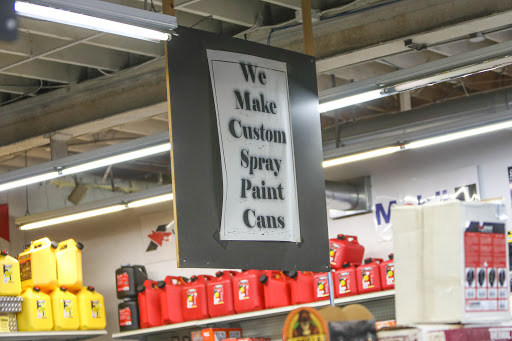 We
Make
Custom
Spray
Paint
Cans